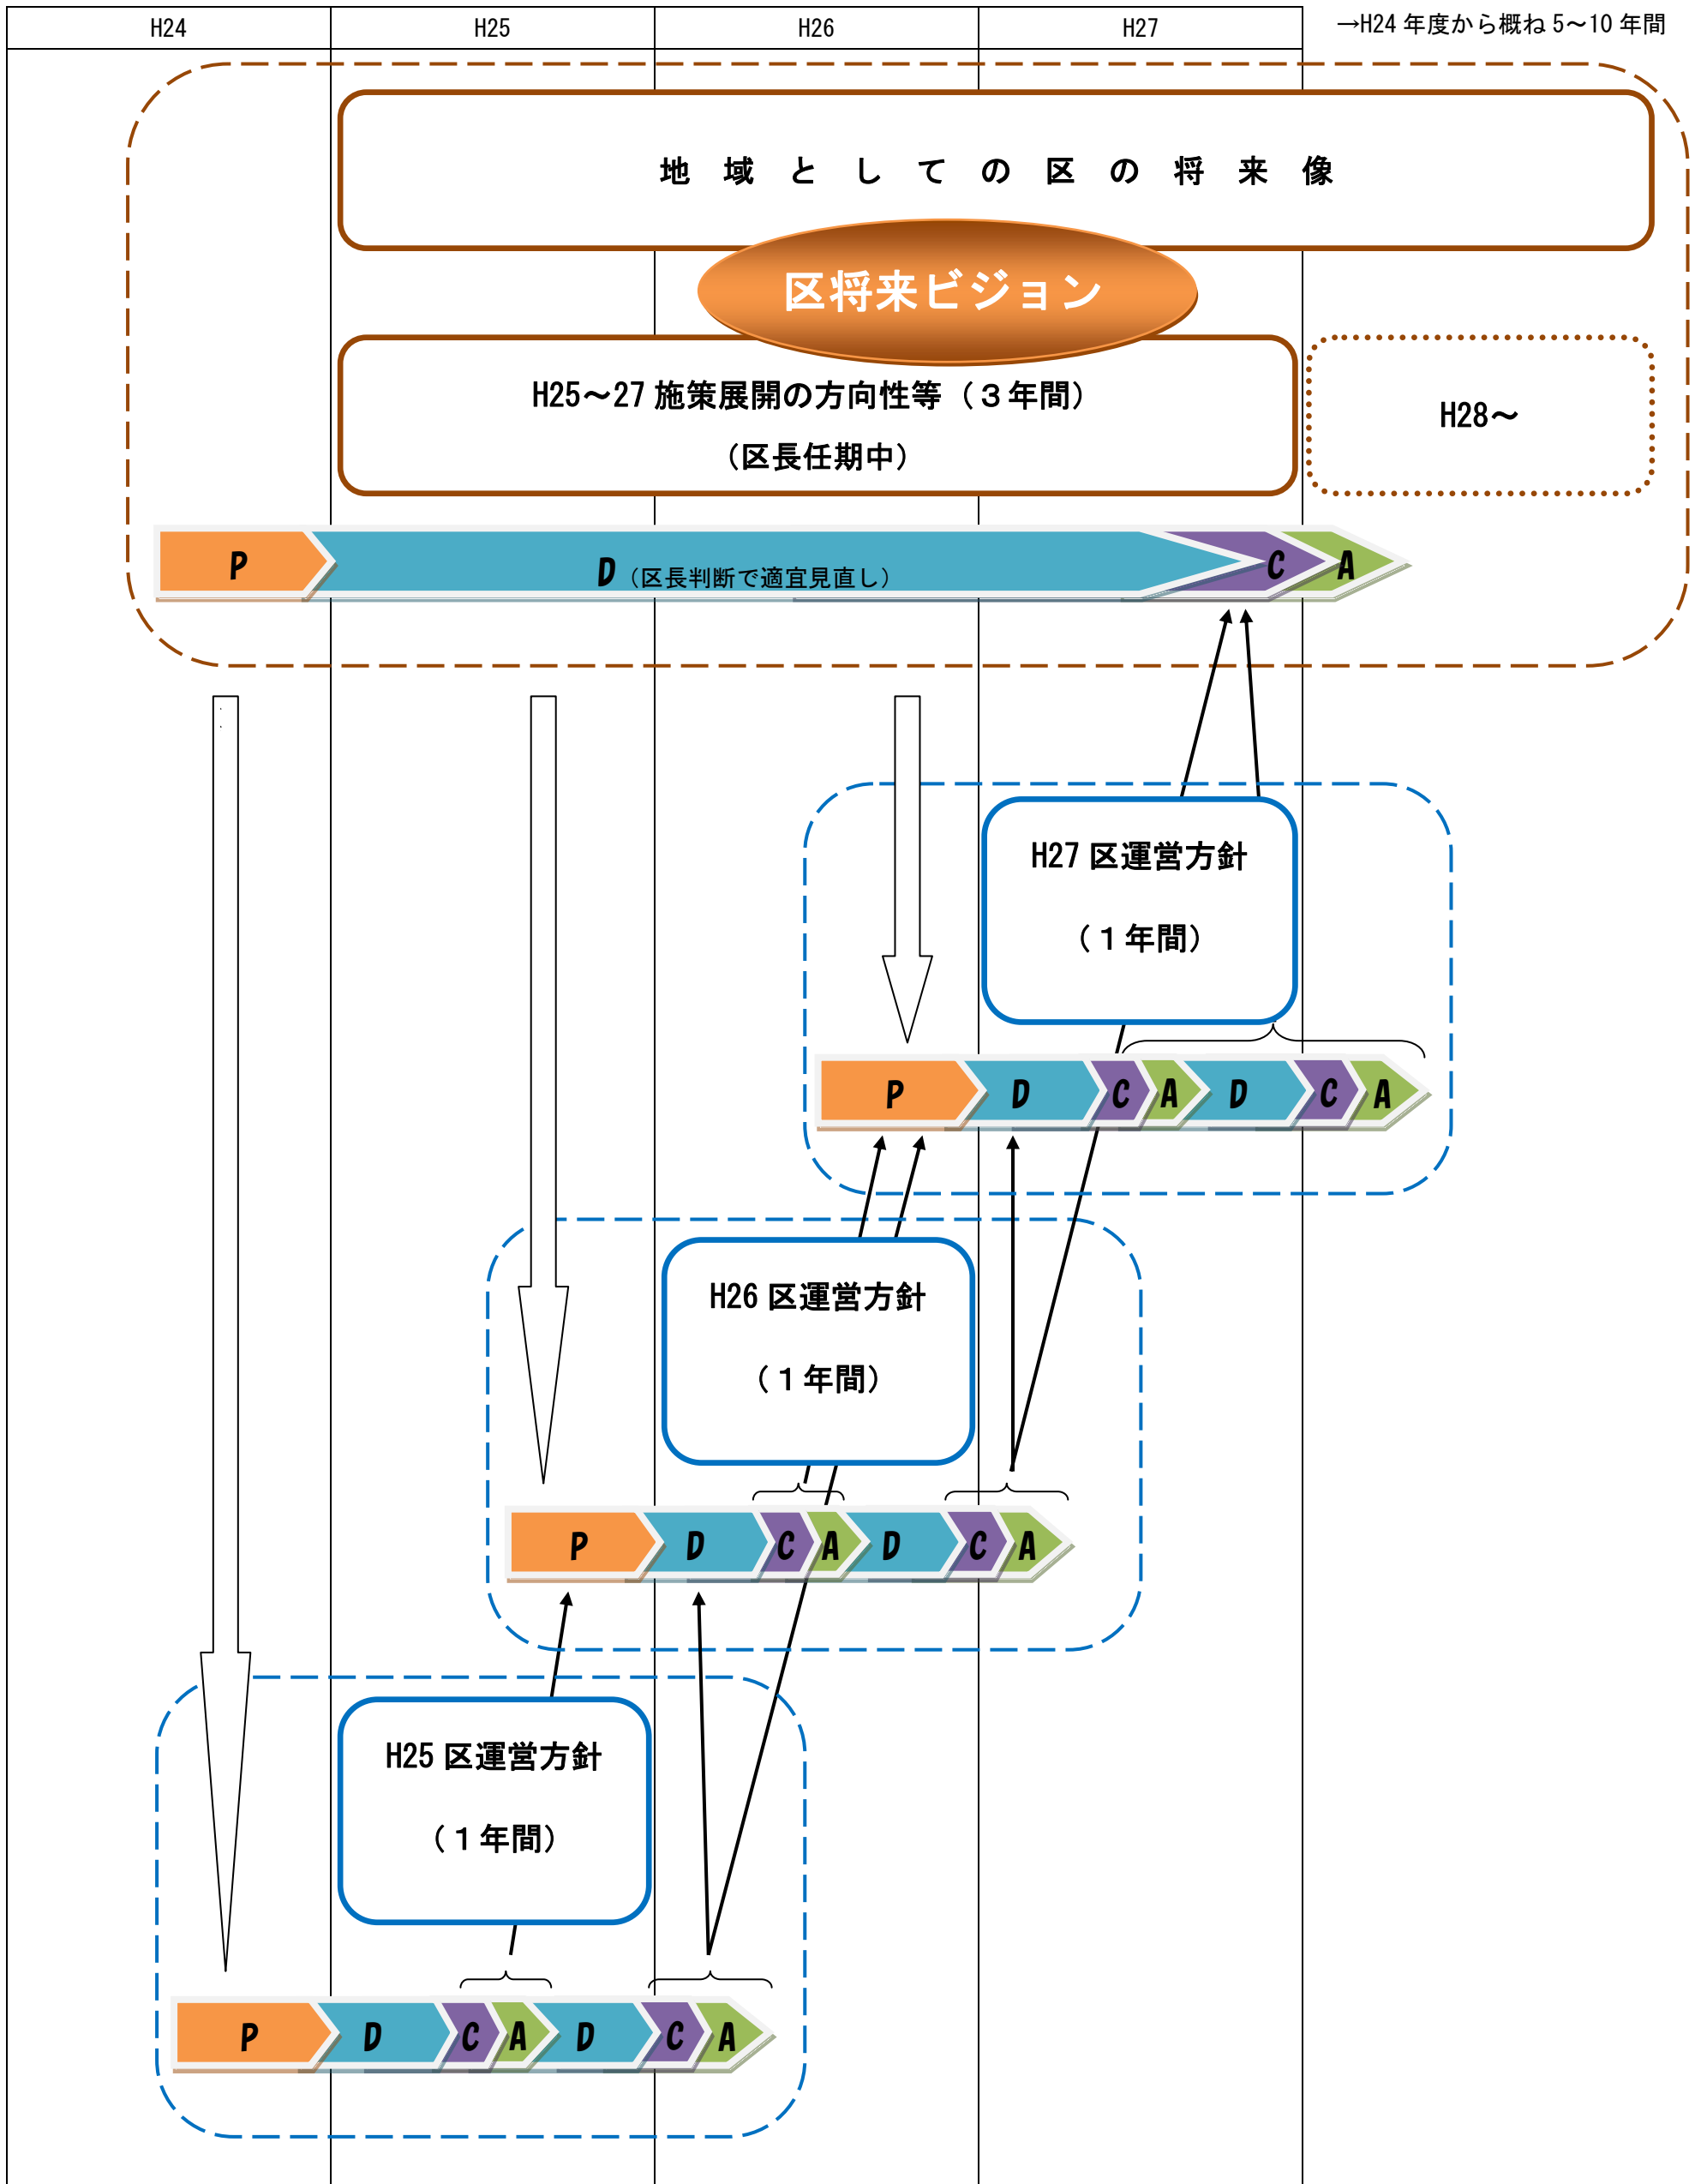 H24
H25
H26
H27
→H24 年度から概ね 5～10 年間
地域としての区の将来像
区将来ビジョン
H25～27 施策展開の方向性等（３年間）
（区長任期中）
H28～
P
D（区長判断で適宜見直し）
C
A
H27 区運営方針
（１年間）
P
D
C
A
D
C
A
H26 区運営方針
（１年間）
P
D
C
A
D
C
A
H25 区運営方針
（１年間）
P
D
C
A
D
C
A